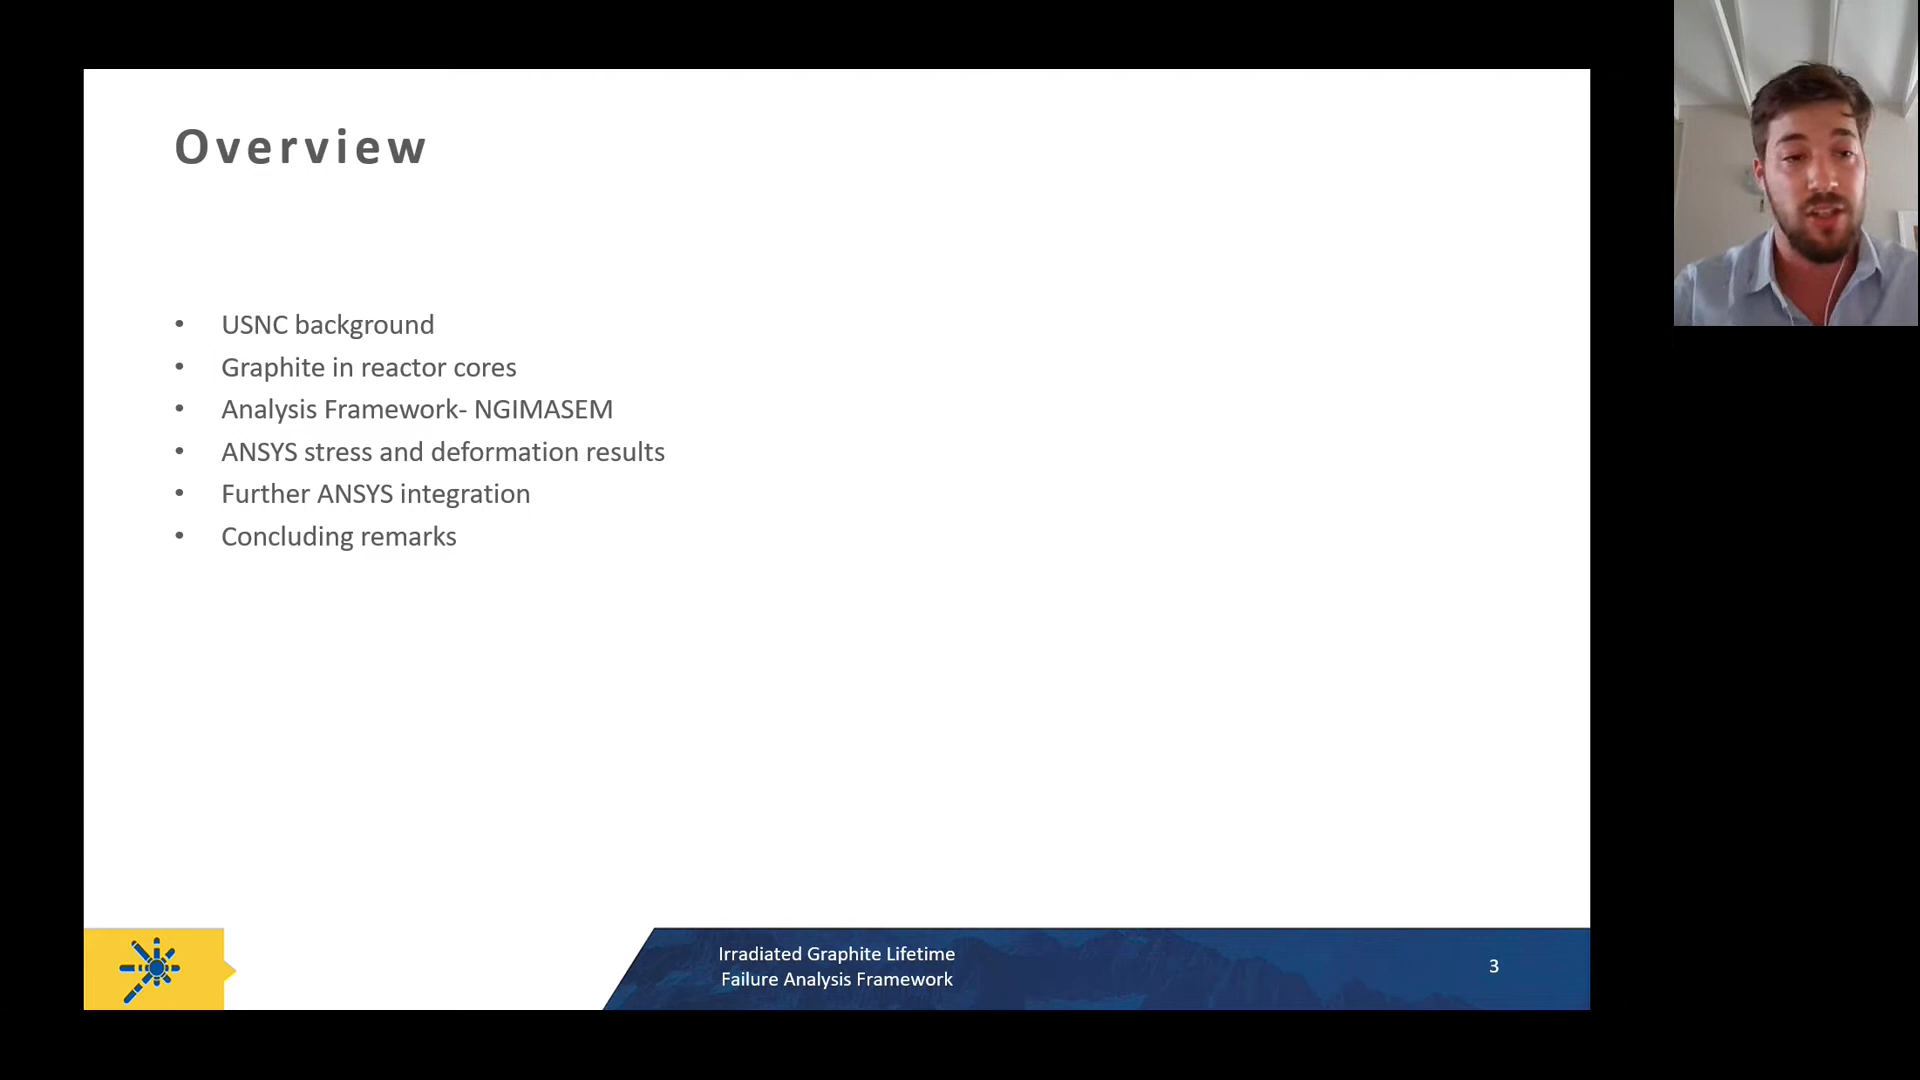 Overview
• USNC background
• Graphite in reactor cores
• Analysis Framework- NGIMASEM
• ANSYS stress and deformation results
• Further ANSYS integration
• Concluding remarks
Irradiated Graphite Lifetime
Failure Analysis Framework
3